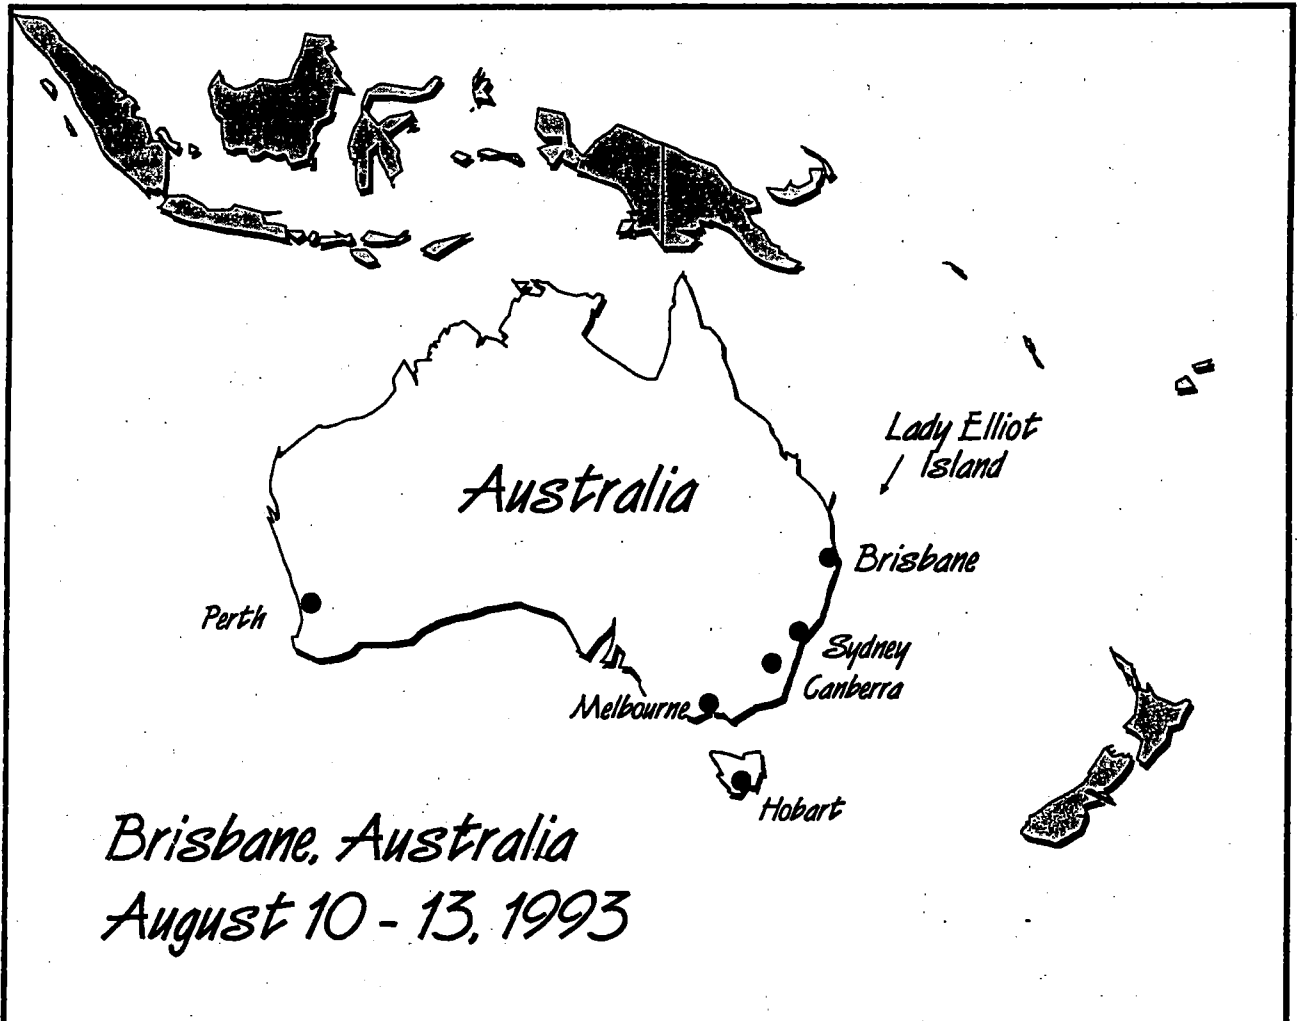 Lady Elliot
Island
Australia
Brisbane
Perth
Sydney
Canberra
Melbourne
Hobart
Brisbane, Australia
August 10 - 13, 1993